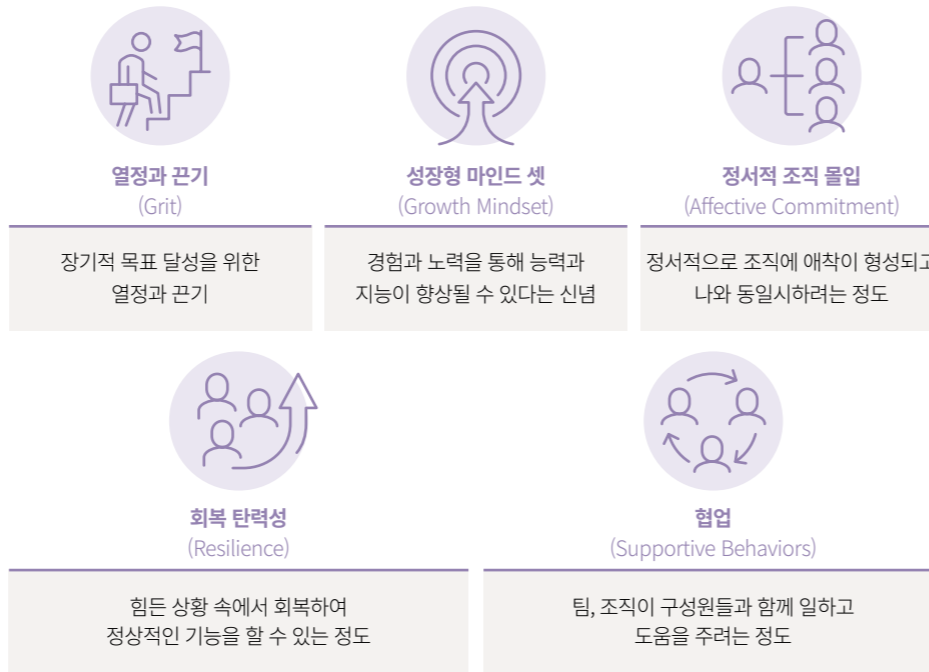 열정과 끈기
(Grit)
장기적 목표 달성을 위한
열정과 끈기
성장형 마인드 셋
(Growth Mindset)
경험과 노력을 통해 능력과
지능이 향상될 수 있다는 신념
정서적 조직 몰입
(Affective Commitment)
정서적으로 조직에 애착이 형성되고
나와 동일시하려는 정도
회복 탄력성
(Resilience)
힘든 상황 속에서 회복하여
정상적인 기능을 할 수 있는 정도
협업
(Supportive Behaviors)
팀, 조직이 구성원들과 함께 일하고
도움을 주려는 정도